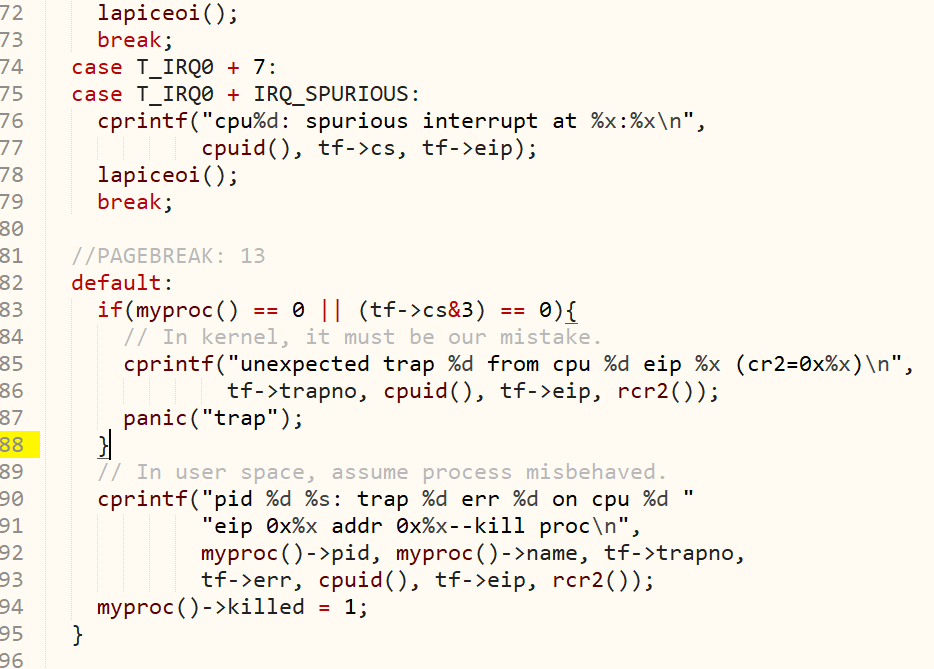 72 lapiceoi();
73 break;
74 case T_IRQ0 + 7:
75 case T_IRQ0 + IRQ_SPURIOUS:
76 cprintf("cpu%d: spurious interrupt at %x:%x\n",
77 cpuid(), tf->cs, tf->eip);
78 lapiceoi();
79 break;
80
81 //PAGEBREAK: 13
82 default:
83 if(myproc() == 0 || (tf->cs&3) == 0){
84 // In kernel, it must be our mistake.
85 cprintf("unexpected trap %d from cpu %d eip %x (cr2=0x%x)\n",
86 tf->trapno, cpuid(), tf->eip, rcr2());
87 panic("trap");
88 }
89 // In user space, assume process misbehaved.
90 cprintf("pid %d %s: trap %d err %d on cpu %d "
91 "eip 0x%x addr 0x%x--kill proc\n",
92 myproc()->pid, myproc()->name, tf->trapno,
93 tf->err, cpuid(), tf->eip, rcr2());
94 myproc()->killed = 1;
95 }
96